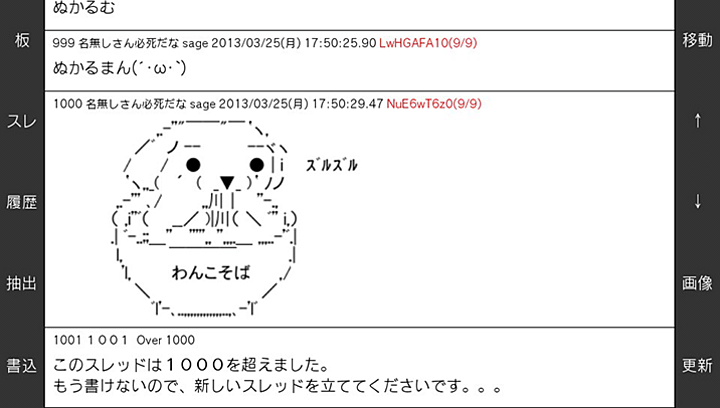 ぬかるむ
999 名無しさん必死だな sage 2013/03/25(月) 17:50:25.90 LwHGAFA10(9/9)
ぬかるまん(´･ω･`)
1000 名無しさん必死だな sage 2013/03/25(月) 17:50:29.47 NuE6wT6z0(9/9)
ｽﾞﾙｽﾞﾙ
わんこそば
1001 １００１ Over 1000
このスレッドは１０００を超えました。
もう書けないので、新しいスレッドを立ててくださいです。。。
板
スレ
履歴
抽出
書込
移動
↑
↓
画像
更新